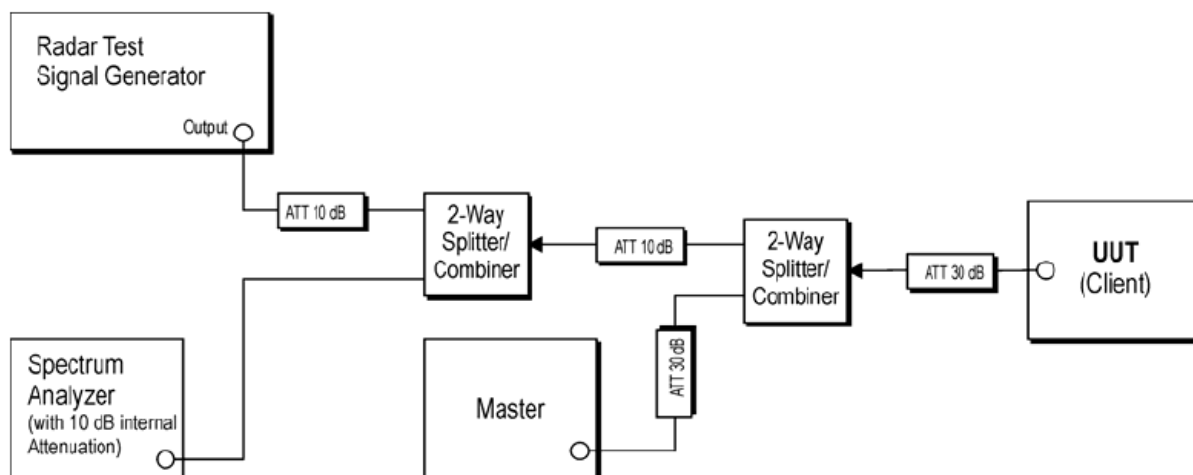 Radar Test
Signal Generator
Output
ATT 10 dB
2-Way
Splitter/
Combiner
ATT 10 dB
2-Way
Splitter/
Combiner
ATT 30 dB
UUT
(Client)
Spectrum
Analyzer
(with 10 dB internal
Attenuation)
Master
ATT 30 dB